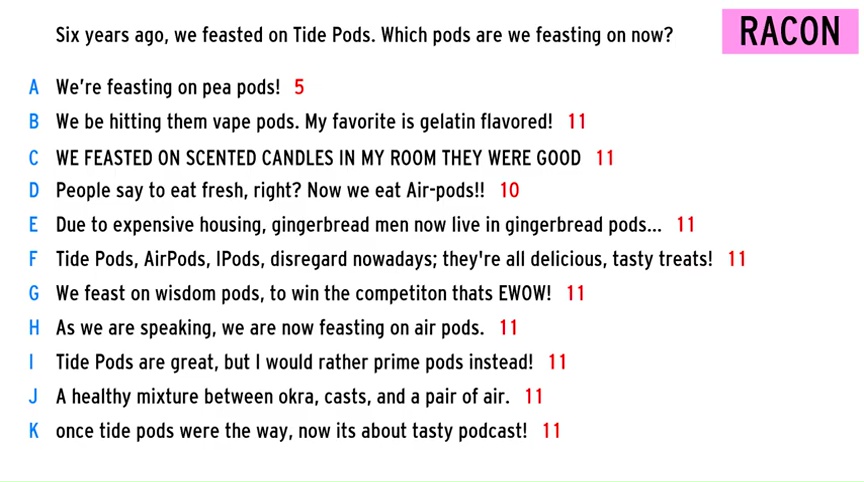 Six years ago, we feasted on Tide Pods. Which pods are we feasting on now?
RACON
A We're feasting on pea pods! 5
B We be hitting them vape pods. My favorite is gelatin flavored! 11
C WE FEASTED ON SCENTED CANDLES IN MY ROOM THEY WERE GOOD 11
D People say to eat fresh, right? Now we eat Air-pods!! 10
E Due to expensive housing, gingerbread men now live in gingerbread pods... 11
F Tide Pods, AirPods, IPods, disregard nowadays; they're all delicious, tasty treats! 11
G We feast on wisdom pods, to win the competiton thats EWOW! 11
H As we are speaking, we are now feasting on air pods. 11
I Tide Pods are great, but I would rather prime pods instead! 11
J A healthy mixture between okra, casts, and a pair of air. 11
K once tide pods were the way, now its about tasty podcast! 11